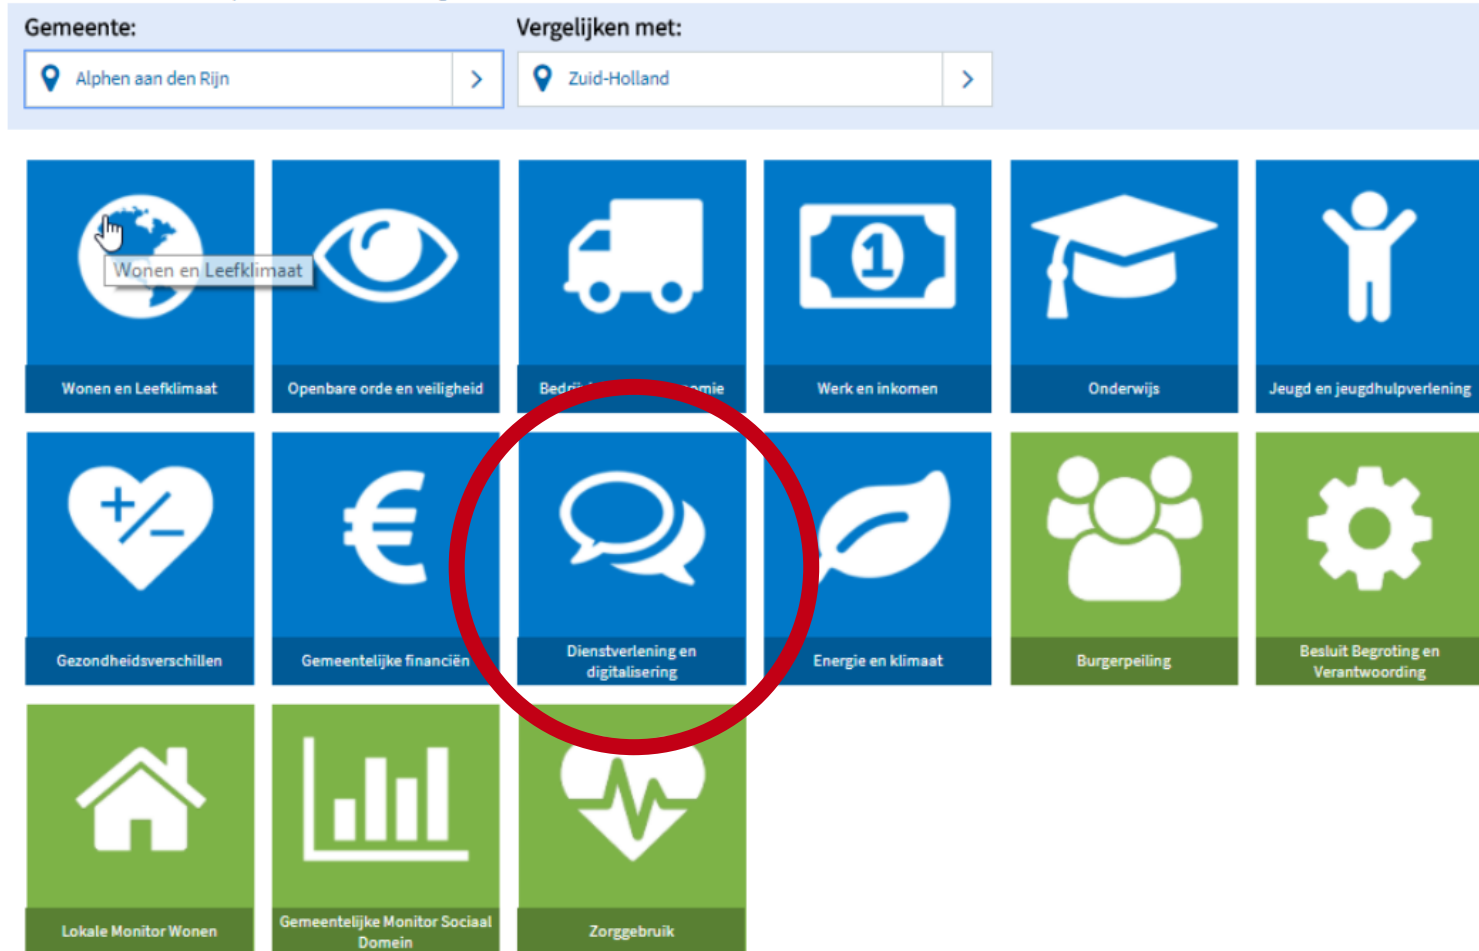 Gemeente:
Vergelijken met:
Alphen aan den Rijn
Zuid-Holland
1
Wonen en Leefklimaat
Wonen en Leefklimaat
Openbare orde en veiligheid
Werk en inkomen
Onderwijs
Jeugd en jeugdhulpverlening
Gezondheidsverschillen
Gemeentelijke financiën
Dienstverlening en
digitalisering
Energie en klimaat
Burgerpeiling
Besluit Begroting en
Verantwoording
Lokale Monitor Wonen
Gemeentelijke Monitor Sociaal
Domein
Zorggebruik